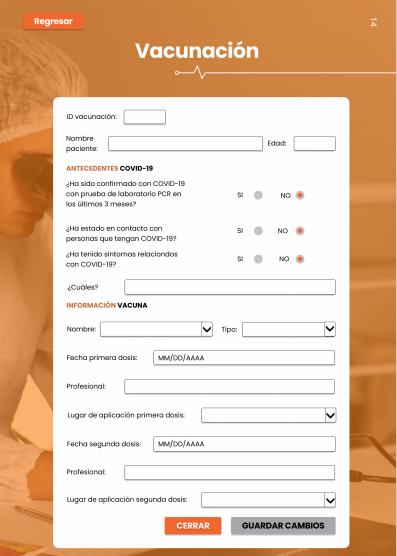 Regresar
14
Vacunación
ID vacunación:
Nombre
paciente:
Edad:
ANTECEDENTES COVID-19
¿Ha sido confirmado con COVID-19
con prueba de laboratorio PCR en
los últimos 3 meses?
SI NO
¿Ha estado en contacto con
personas que tengan COVID-19?
SI NO
¿Ha tenido síntomas relaciondos
con COVID-19?
SI NO
¿Cuáles?
INFORMACIÓN VACUNA
Nombre: Tipo:
Fecha primera dosis: MM/DD/AAAA
Profesional:
Lugar de aplicación primera dosis:
Fecha segunda dosis: MM/DD/AAAA
Profesional:
Lugar de aplicación segunda dosis:
CERRAR GUARDAR CAMBIOS